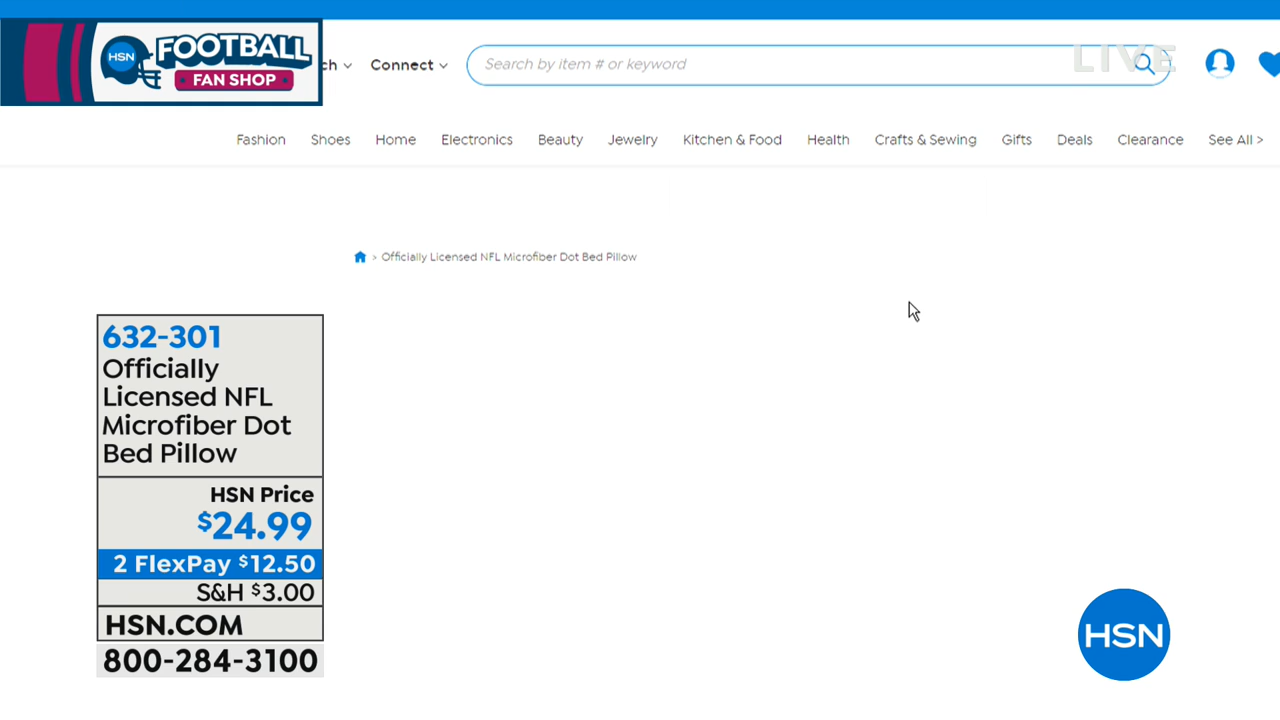 HSN
FOOTBALL
FAN SHOP
ch
Connect
Search by item # or keyword
LIVE
Fashion Shoes Home Electronics Beauty Jewelry Kitchen & Food Health Crafts & Sewing Gifts Deals Clearance See All >
> Officially Licensed NFL Microfiber Dot Bed Pillow
632-301
Officially
Licensed NFL
Microfiber Dot
Bed Pillow
HSN Price
$24.99
2 FlexPay $12.50
S&H $3.00
HSN.COM
800-284-3100
HSN